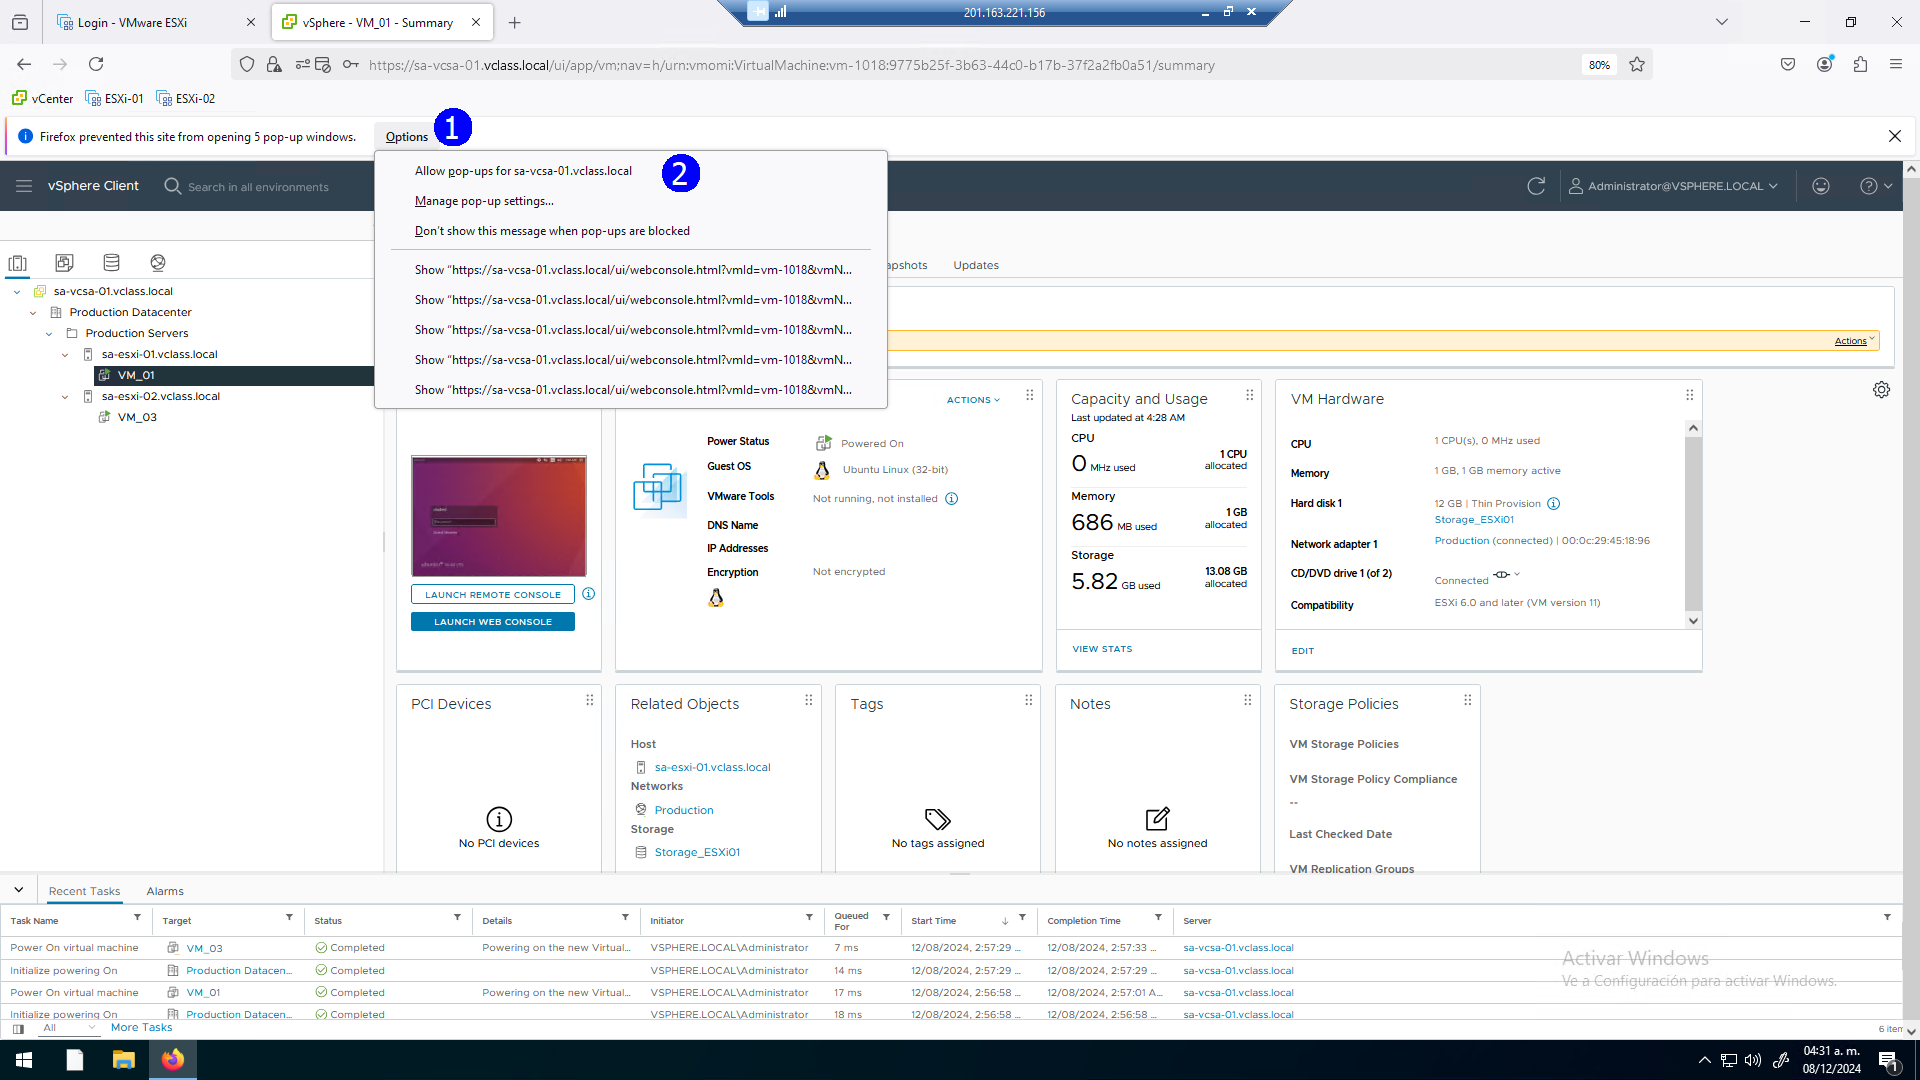 Login - VMware ESXi
vSphere - VM_01 - Summary
201.163.221.156
https://sa-vcsa-01.vclass.local/ui/app/vm;nav=h/urn:vmomi:VirtualMachine:vm-1018:9775b25f-3b63-44c0-b17b-37f2a2fb0a51/summary
80%
vCenter ESXi-01 ESXi-02
Firefox prevented this site from opening 5 pop-up windows.
Options
1
Allow pop-ups for sa-vcsa-01.vclass.local
2
Manage pop-up settings...
Don't show this message when pop-ups are blocked
Show "https://sa-vcsa-01.vclass.local/ui/webconsole.html?vmId=vm-1018&vmN...
Show "https://sa-vcsa-01.vclass.local/ui/webconsole.html?vmId=vm-1018&vmN...
Show "https://sa-vcsa-01.vclass.local/ui/webconsole.html?vmId=vm-1018&vmN...
Show "https://sa-vcsa-01.vclass.local/ui/webconsole.html?vmId=vm-1018&vmN...
Show "https://sa-vcsa-01.vclass.local/ui/webconsole.html?vmId=vm-1018&vmN...
vSphere Client
Search in all environments
Administrator@VSPHERE.LOCAL
sa-vcsa-01.vclass.local
Production Datacenter
Production Servers
sa-esxi-01.vclass.local
VM_01
sa-esxi-02.vclass.local
VM_03
apshots
Updates
Actions
LAUNCH REMOTE CONSOLE
LAUNCH WEB CONSOLE
ACTIONS
Power Status Powered On
Guest OS Ubuntu Linux (32-bit)
VMware Tools Not running, not installed
DNS Name
IP Addresses
Encryption Not encrypted
Capacity and Usage
Last updated at 4:28 AM
CPU
0 MHz used 1 CPU allocated
Memory
686 MB used 1 GB allocated
Storage
5.82 GB used 13.08 GB allocated
VIEW STATS
VM Hardware
CPU 1 CPU(s), 0 MHz used
Memory 1 GB, 1 GB memory active
Hard disk 1 12 GB | Thin Provision
Storage_ESXi01
Network adapter 1 Production (connected) | 00:0c:29:45:18:96
CD/DVD drive 1 (of 2) Connected
Compatibility ESXi 6.0 and later (VM version 11)
EDIT
PCI Devices
No PCI devices
Related Objects
Host
sa-esxi-01.vclass.local
Networks
Production
Storage
Storage_ESXi01
Tags
No tags assigned
Notes
No notes assigned
Storage Policies
VM Storage Policies
VM Storage Policy Compliance
--
Last Checked Date
VM Replication Groups
Recent Tasks Alarms
Task Name Target Status Details Initiator Queued For Start Time Completion Time Server
Power On virtual machine VM_03 Completed Powering on the new Virtual... VSPHERE.LOCAL\Administrator 7 ms 12/08/2024, 2:57:29 ... 12/08/2024, 2:57:33 ... sa-vcsa-01.vclass.local
Initialize powering On Production Datacen... Completed VSPHERE.LOCAL\Administrator 14 ms 12/08/2024, 2:57:29 ... 12/08/2024, 2:57:29 ... sa-vcsa-01.vclass.local
Power On virtual machine VM_01 Completed Powering on the new Virtual... VSPHERE.LOCAL\Administrator 17 ms 12/08/2024, 2:56:58 ... 12/08/2024, 2:57:01 A... sa-vcsa-01.vclass.local
Initialize powering On Production Datacen... Completed VSPHERE.LOCAL\Administrator 18 ms 12/08/2024, 2:56:58 ... 12/08/2024, 2:56:58 ... sa-vcsa-01.vclass.local
All More Tasks
6 item
Activar Windows
Ve a Configuración para activar Windows.
04:31 a. m.
08/12/2024
1